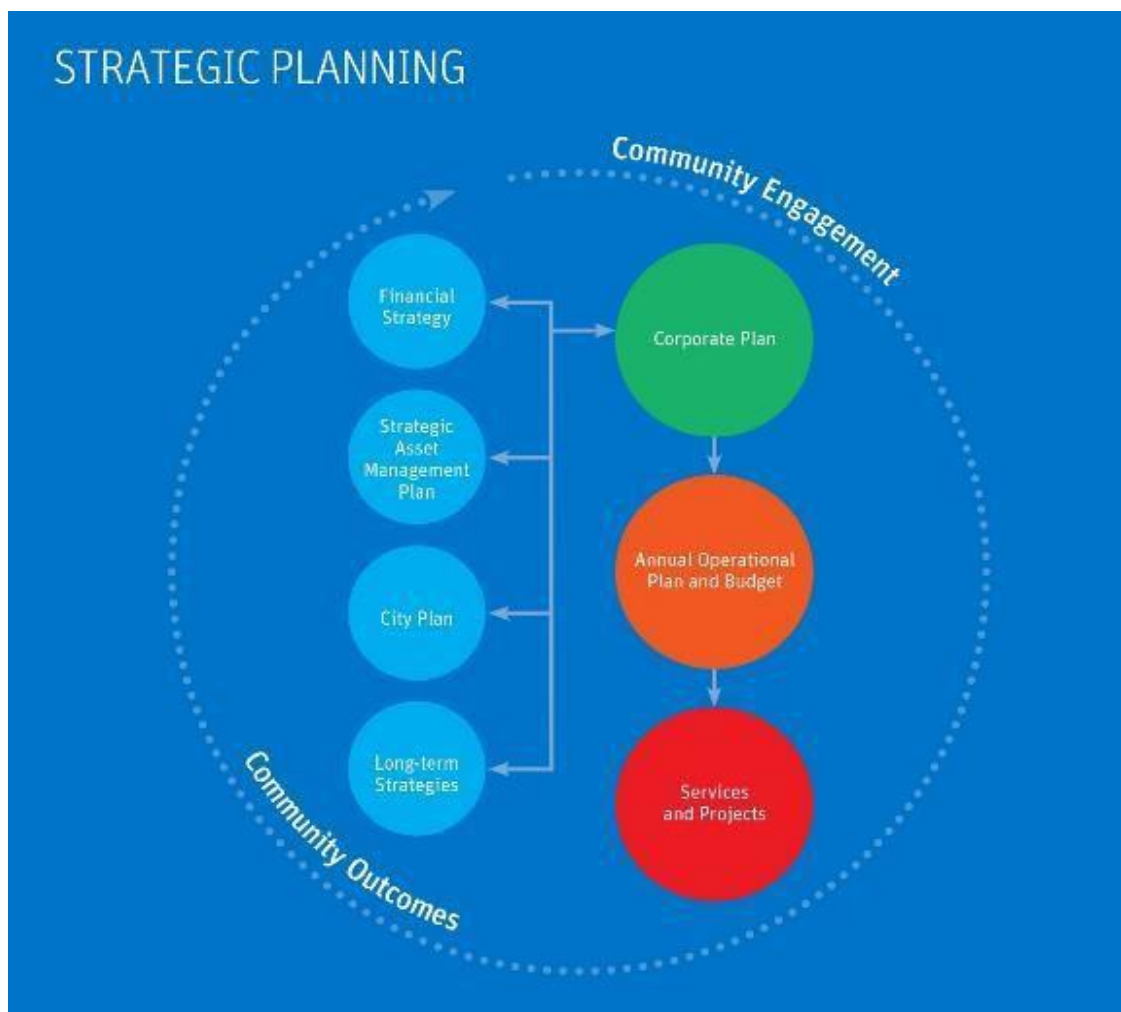 STRATEGIC PLANNING
Community Engagement
Financial
Strategy
Corporate Plan
Strategic
Asset
Management
Plan
Annual Operational
Plan and Budget
City Plan
Long-term
Strategies
Services
and Projects
Community Outcomes